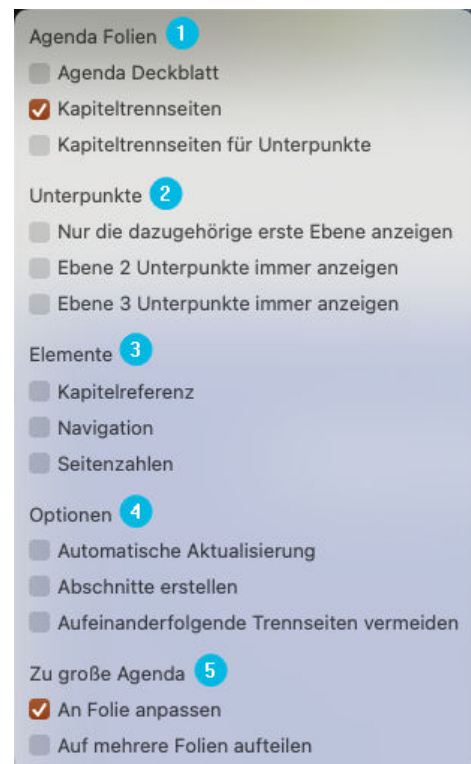 Agenda Folien 1
Agenda Deckblatt
Kapiteltrennseiten
Kapiteltrennseiten für Unterpunkte
Unterpunkte 2
Nur die dazugehörige erste Ebene anzeigen
Ebene 2 Unterpunkte immer anzeigen
Ebene 3 Unterpunkte immer anzeigen
Elemente 3
Kapitelreferenz
Navigation
Seitenzahlen
Optionen 4
Automatische Aktualisierung
Abschnitte erstellen
Aufeinanderfolgende Trennseiten vermeiden
Zu große Agenda 5
An Folie anpassen
Auf mehrere Folien aufteilen